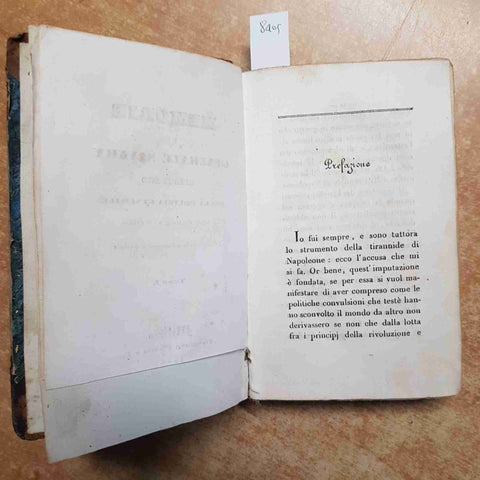 8405
Prefazione
Io fui sempre, e sono tuttora
lo strumento della tirannide di
Napoleone: ecco l'accusa che mi
si fa. Or bene, quest'imputazione
è fondata, se per essa si vuol ma-
nifestare di aver compreso come le
politiche convulsioni che testè han-
no sconvolto il mondo da altro non
derivassero se non che dalla lotta
fra i principj della rivoluzione e